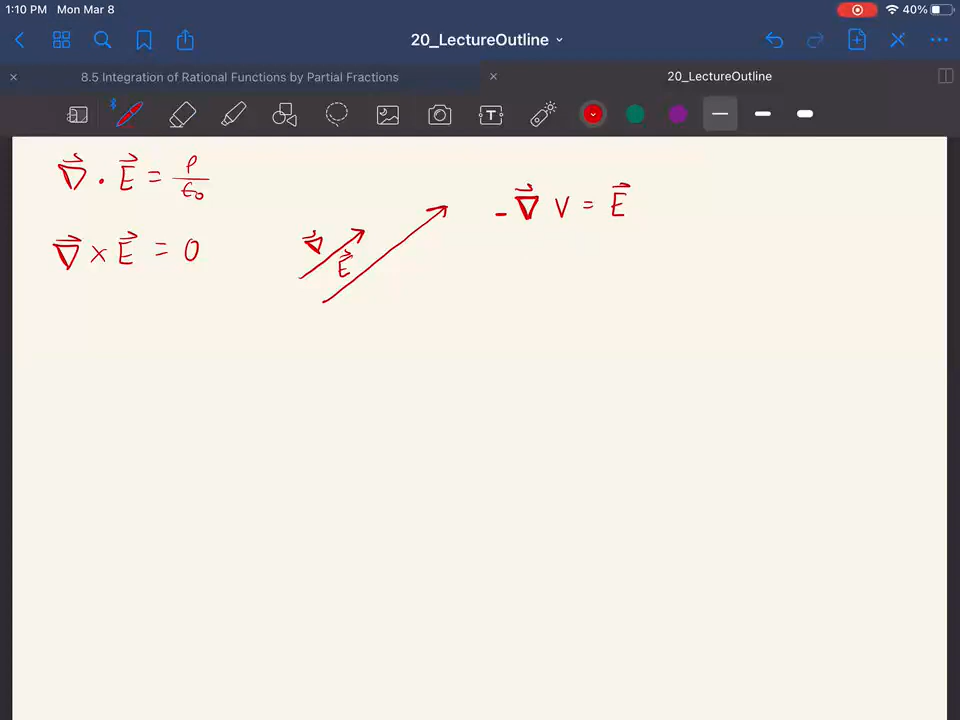 1:10 PM Mon Mar 8
40%
20_LectureOutline
8.5 Integration of Rational Functions by Partial Fractions
20_LectureOutline
T
∇⃗ · E⃗ = ρ/ε₀
-∇⃗ V = E⃗
∇⃗ × E⃗ = 0
∇⃗
E⃗